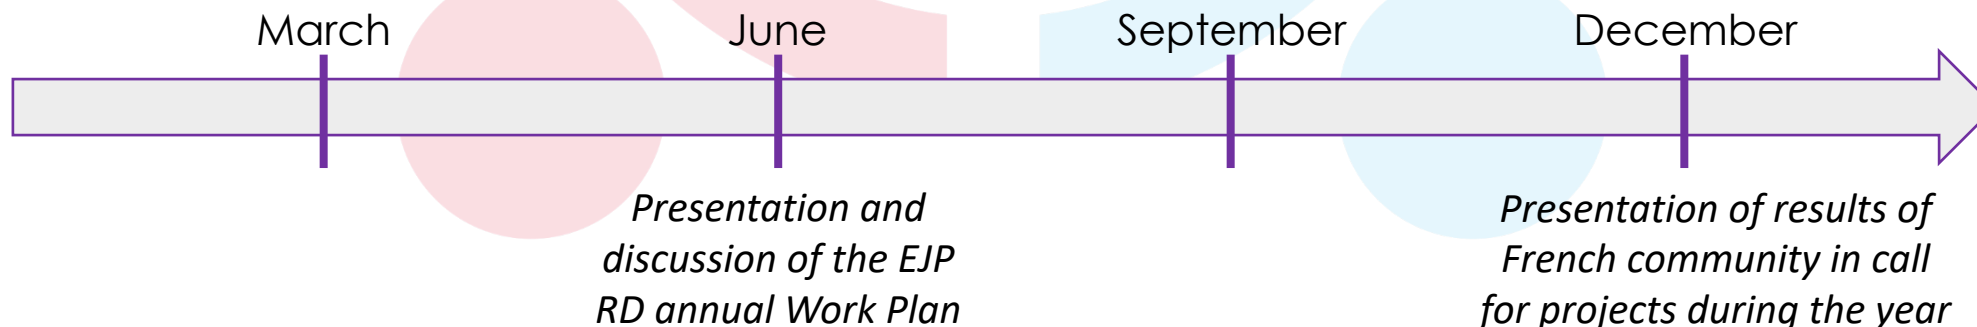 March
June
September
December
Presentation and
discussion of the EJP
RD annual Work Plan
Presentation of results of
French community in call
for projects during the year